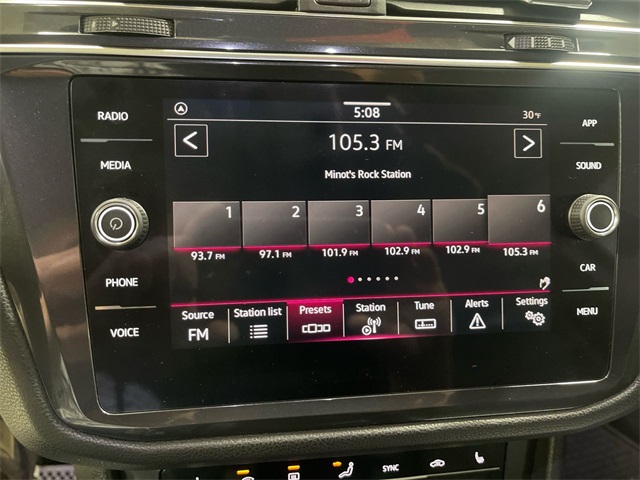 5:08
30°F
RADIO
APP
105.3 FM
MEDIA
SOUND
Minot's Rock Station
1 2 3 4 5 6
93.7 FM 97.1 FM 101.9 FM 102.9 FM 102.9 FM 105.3 FM
PHONE
CAR
Source Station list Presets Station Tune Alerts Settings
FM
VOICE
MENU
SYNC